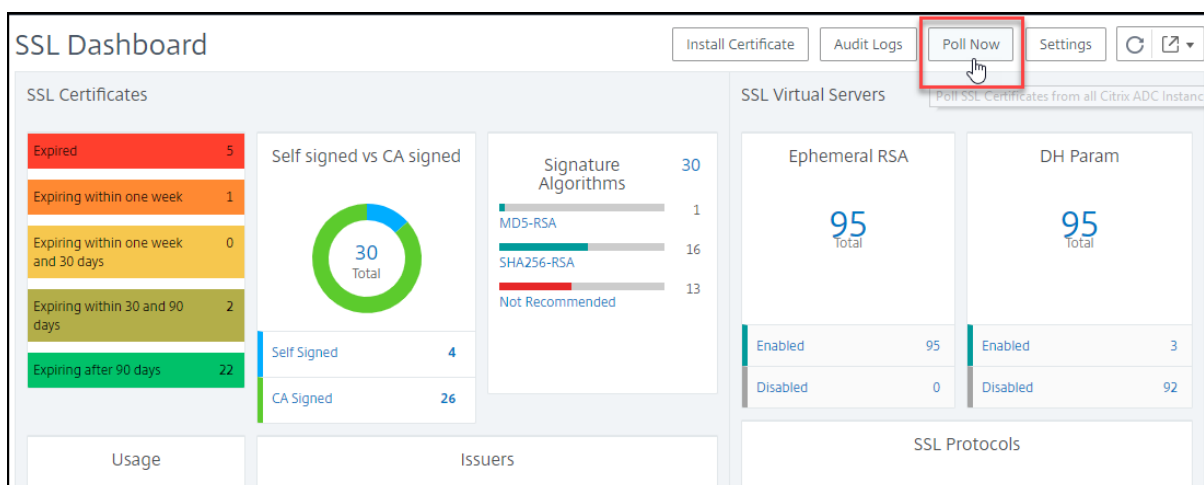 SSL Dashboard
Install Certificate
Audit Logs
Poll Now
Settings
SSL Certificates
SSL Virtual Servers
Poll SSL Certificates from all Citrix ADC Instanc
Expired 5
Expiring within one week 1
Expiring within one week 0
and 30 days
Expiring within 30 and 90 2
days
Expiring after 90 days 22
Self signed vs CA signed
30
Total
Self Signed 4
CA Signed 26
Signature 30
Algorithms
1
MD5-RSA
16
SHA256-RSA
13
Not Recommended
Ephemeral RSA
95
Total
Enabled 95
Disabled 0
DH Param
95
Total
Enabled 3
Disabled 92
Usage
Issuers
SSL Protocols